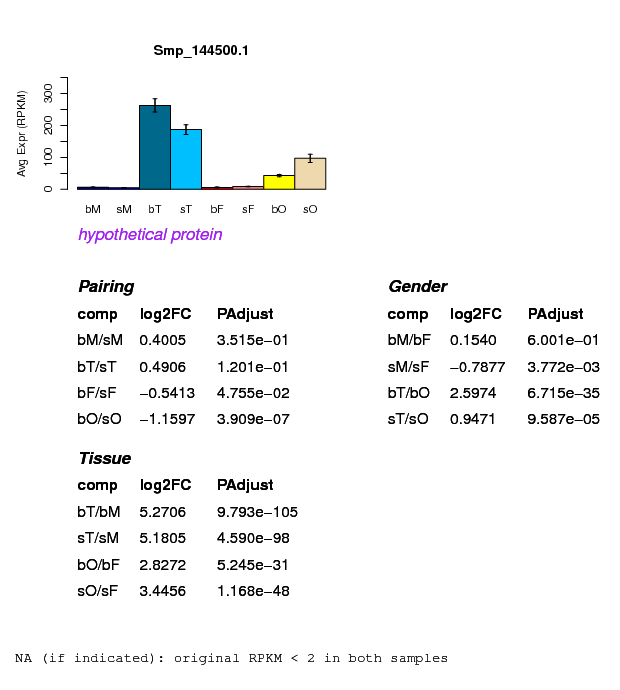 Smp_144500.1
Avg Expr (RPKM)
0 100 200 300
bM sM bT sT bF sF bO sO
hypothetical protein
Pairing
comp log2FC PAdjust
bM/sM 0.4005 3.515e−01
bT/sT 0.4906 1.201e−01
bF/sF −0.5413 4.755e−02
bO/sO −1.1597 3.909e−07
Gender
comp log2FC PAdjust
bM/bF 0.1540 6.001e−01
sM/sF −0.7877 3.772e−03
bT/bO 2.5974 6.715e−35
sT/sO 0.9471 9.587e−05
Tissue
comp log2FC PAdjust
bT/bM 5.2706 9.793e−105
sT/sM 5.1805 4.590e−98
bO/bF 2.8272 5.245e−31
sO/sF 3.4456 1.168e−48
NA (if indicated): original RPKM < 2 in both samples